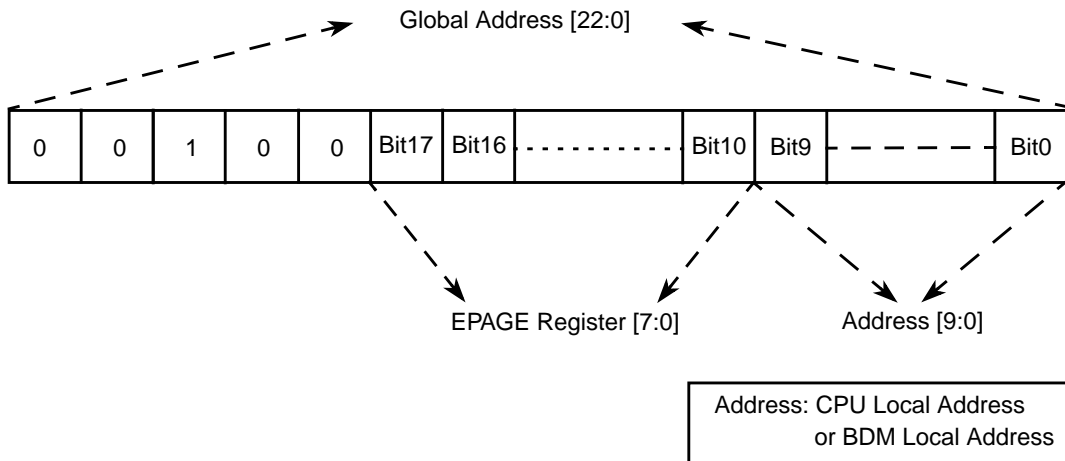 Global Address [22:0]
0 0 1 0 0 Bit17 Bit16 Bit10 Bit9 Bit0
EPAGE Register [7:0]
Address [9:0]
Address: CPU Local Address
or BDM Local Address